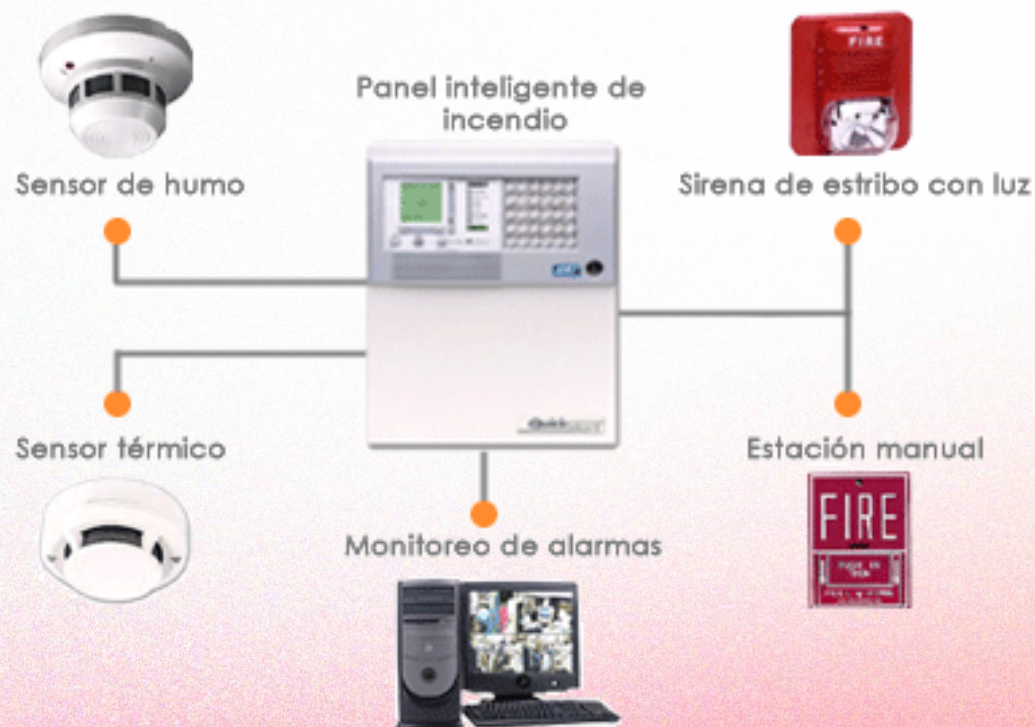 Panel inteligente de
incendio
FIRE
Sensor de humo
Sirena de estribo con luz
Sensor térmico
Estación manual
Monitoreo de alarmas
FIRE